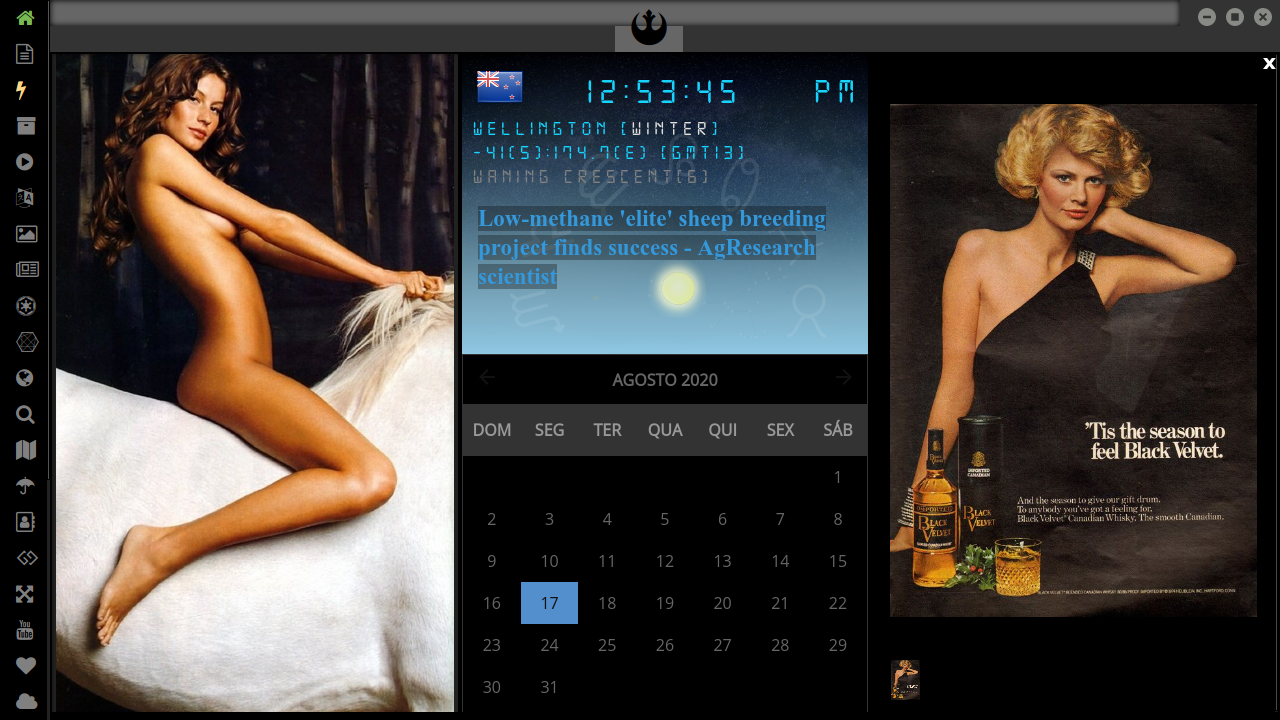 12:53:45 PM
WELLINGTON (WINTER)
-41(S):174.7(E) (GMT13)
WANING CRESCENT(6)
Low-methane 'elite' sheep breeding
project finds success - AgResearch
scientist
AGOSTO 2020
DOM SEG TER QUA QUI SEX SÁB
1
2 3 4 5 6 7 8
9 10 11 12 13 14 15
16 17 18 19 20 21 22
23 24 25 26 27 28 29
30 31
x
'Tis the season to
feel Black Velvet.
And the season to give our gift drum.
To anybody you've got a feeling for.
Black Velvet® Canadian Whisky. The smooth Canadian.
IMPORTED
CANADIAN
BLACK
VELVET
IMPORTED
BLACK
VELVET
You
Tube